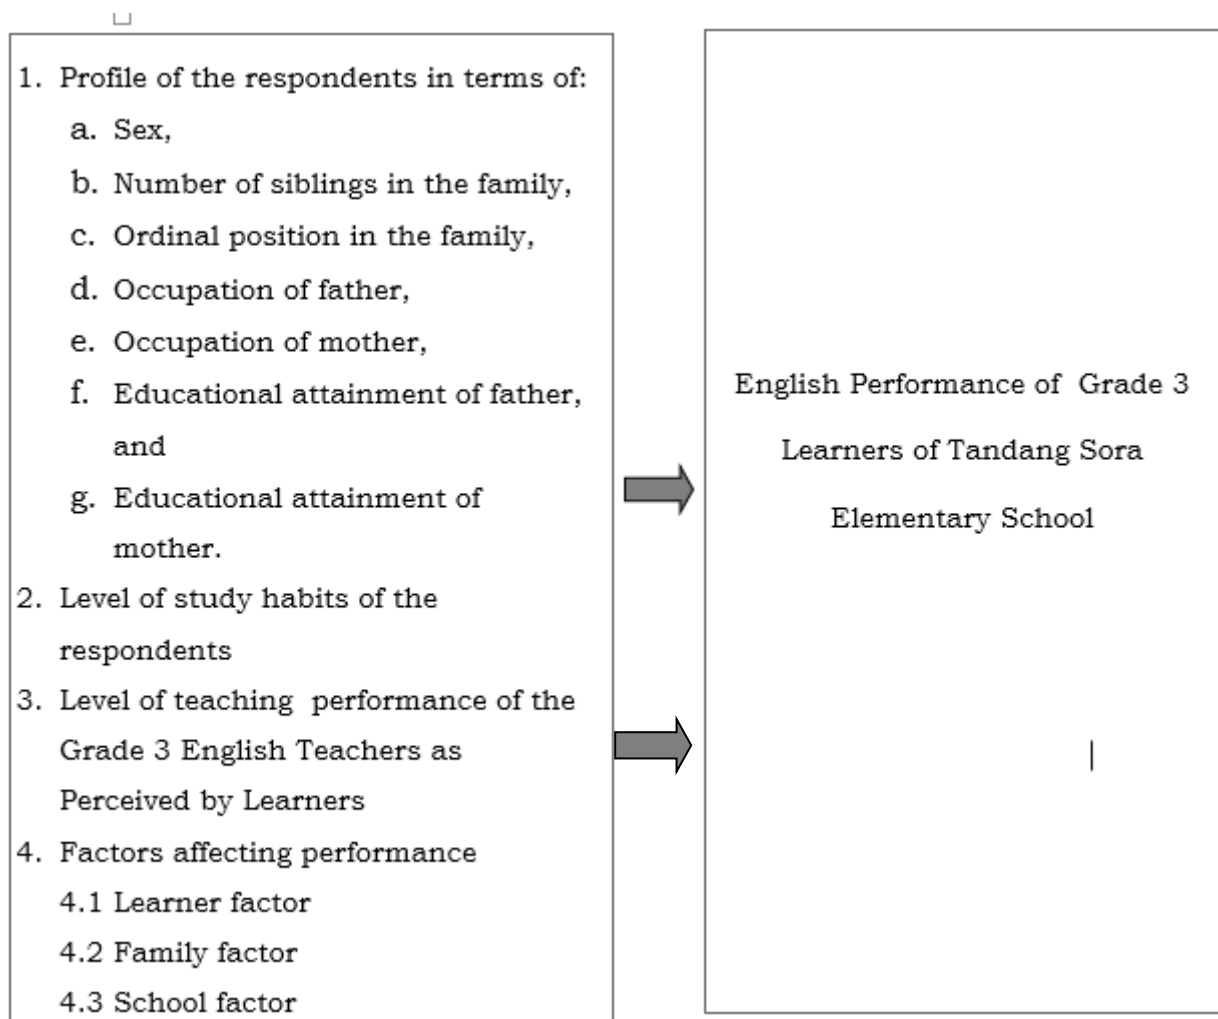 1. Profile of the respondents in terms of:
a. Sex,
b. Number of siblings in the family,
c. Ordinal position in the family,
d. Occupation of father,
e. Occupation of mother,
f. Educational attainment of father,
and
g. Educational attainment of
mother.
2. Level of study habits of the
respondents
3. Level of teaching performance of the
Grade 3 English Teachers as
Perceived by Learners
4. Factors affecting performance
4.1 Learner factor
4.2 Family factor
4.3 School factor
English Performance of Grade 3
Learners of Tandang Sora
Elementary School